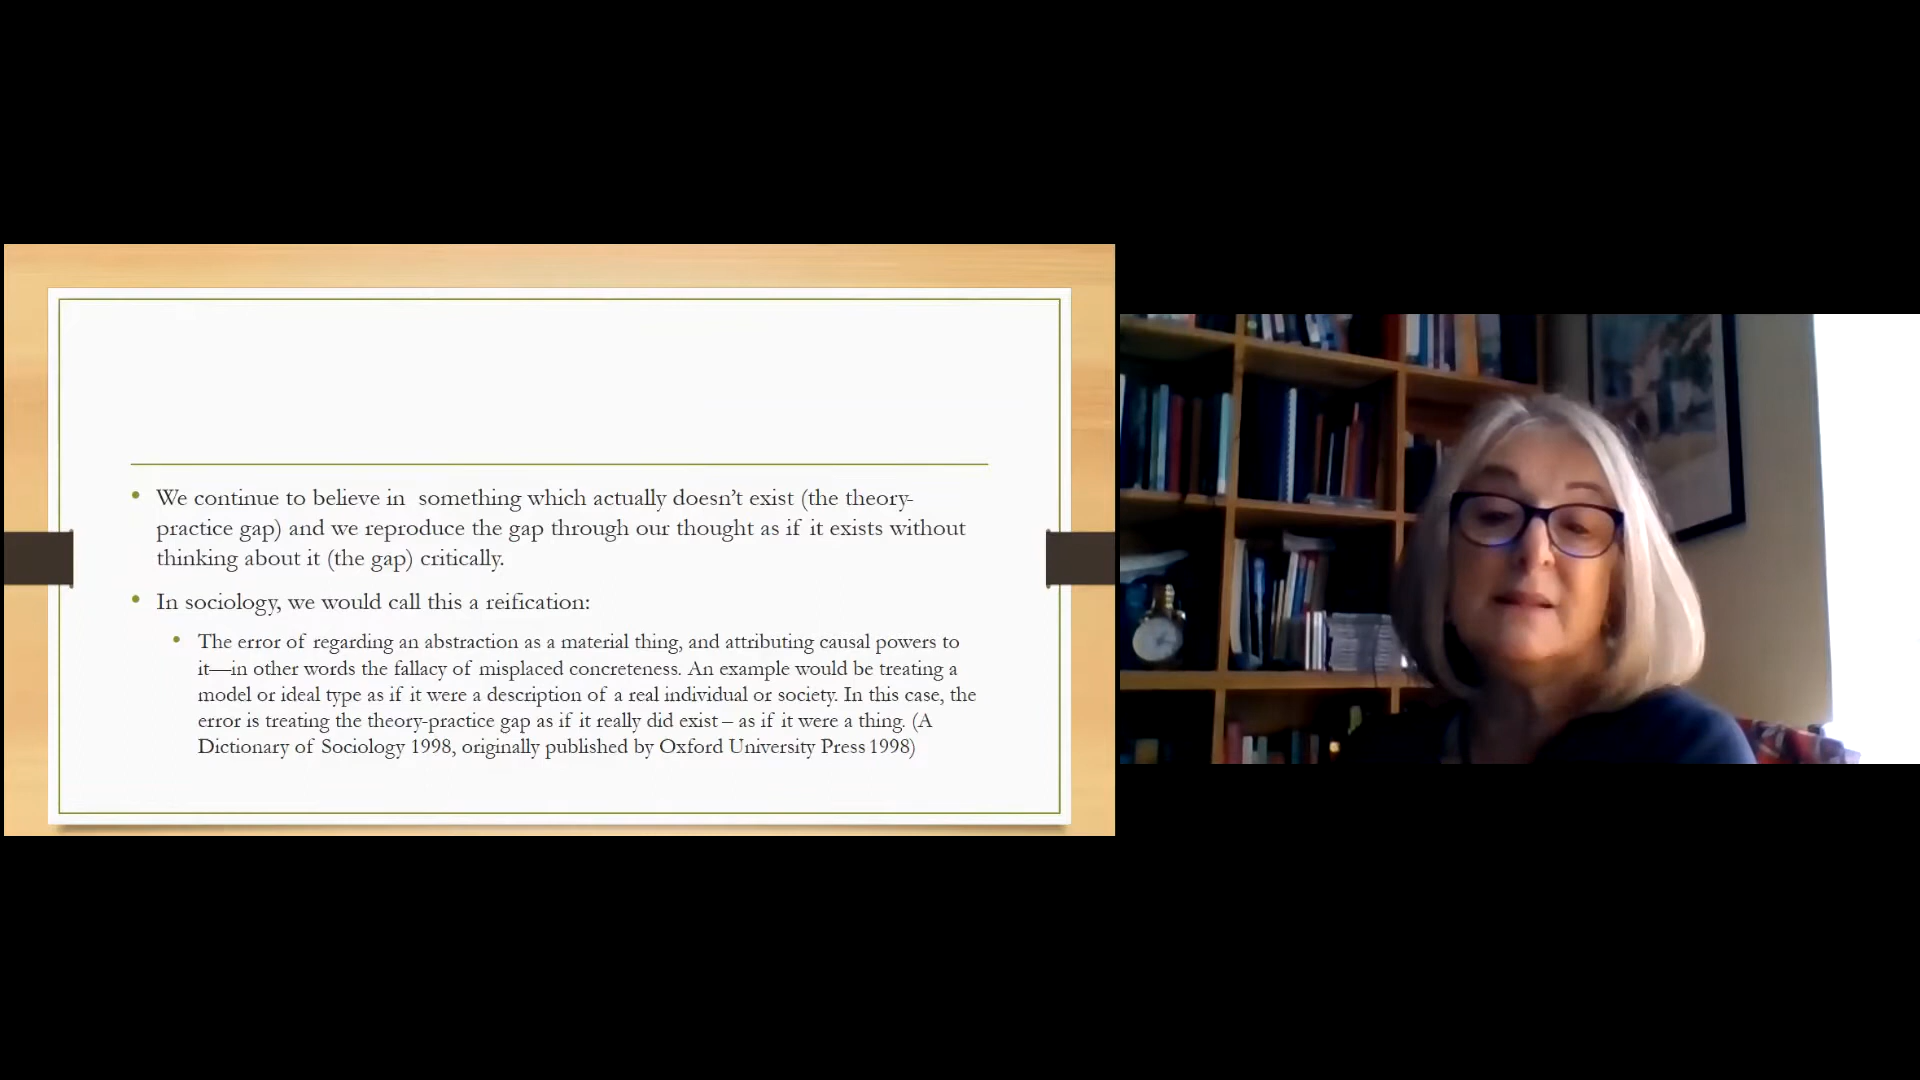 • We continue to believe in  something which actually doesn’t exist (the theory-
practice gap) and we reproduce the gap through our thought as if it exists without
thinking about it (the gap) critically.
• In sociology, we would call this a reification:
• The error of regarding an abstraction as a material thing, and attributing causal powers to
it—in other words the fallacy of misplaced concreteness. An example would be treating a
model or ideal type as if it were a description of a real individual or society. In this case, the
error is treating the theory-practice gap as if it really did exist – as if it were a thing. (A
Dictionary of Sociology 1998, originally published by Oxford University Press 1998)